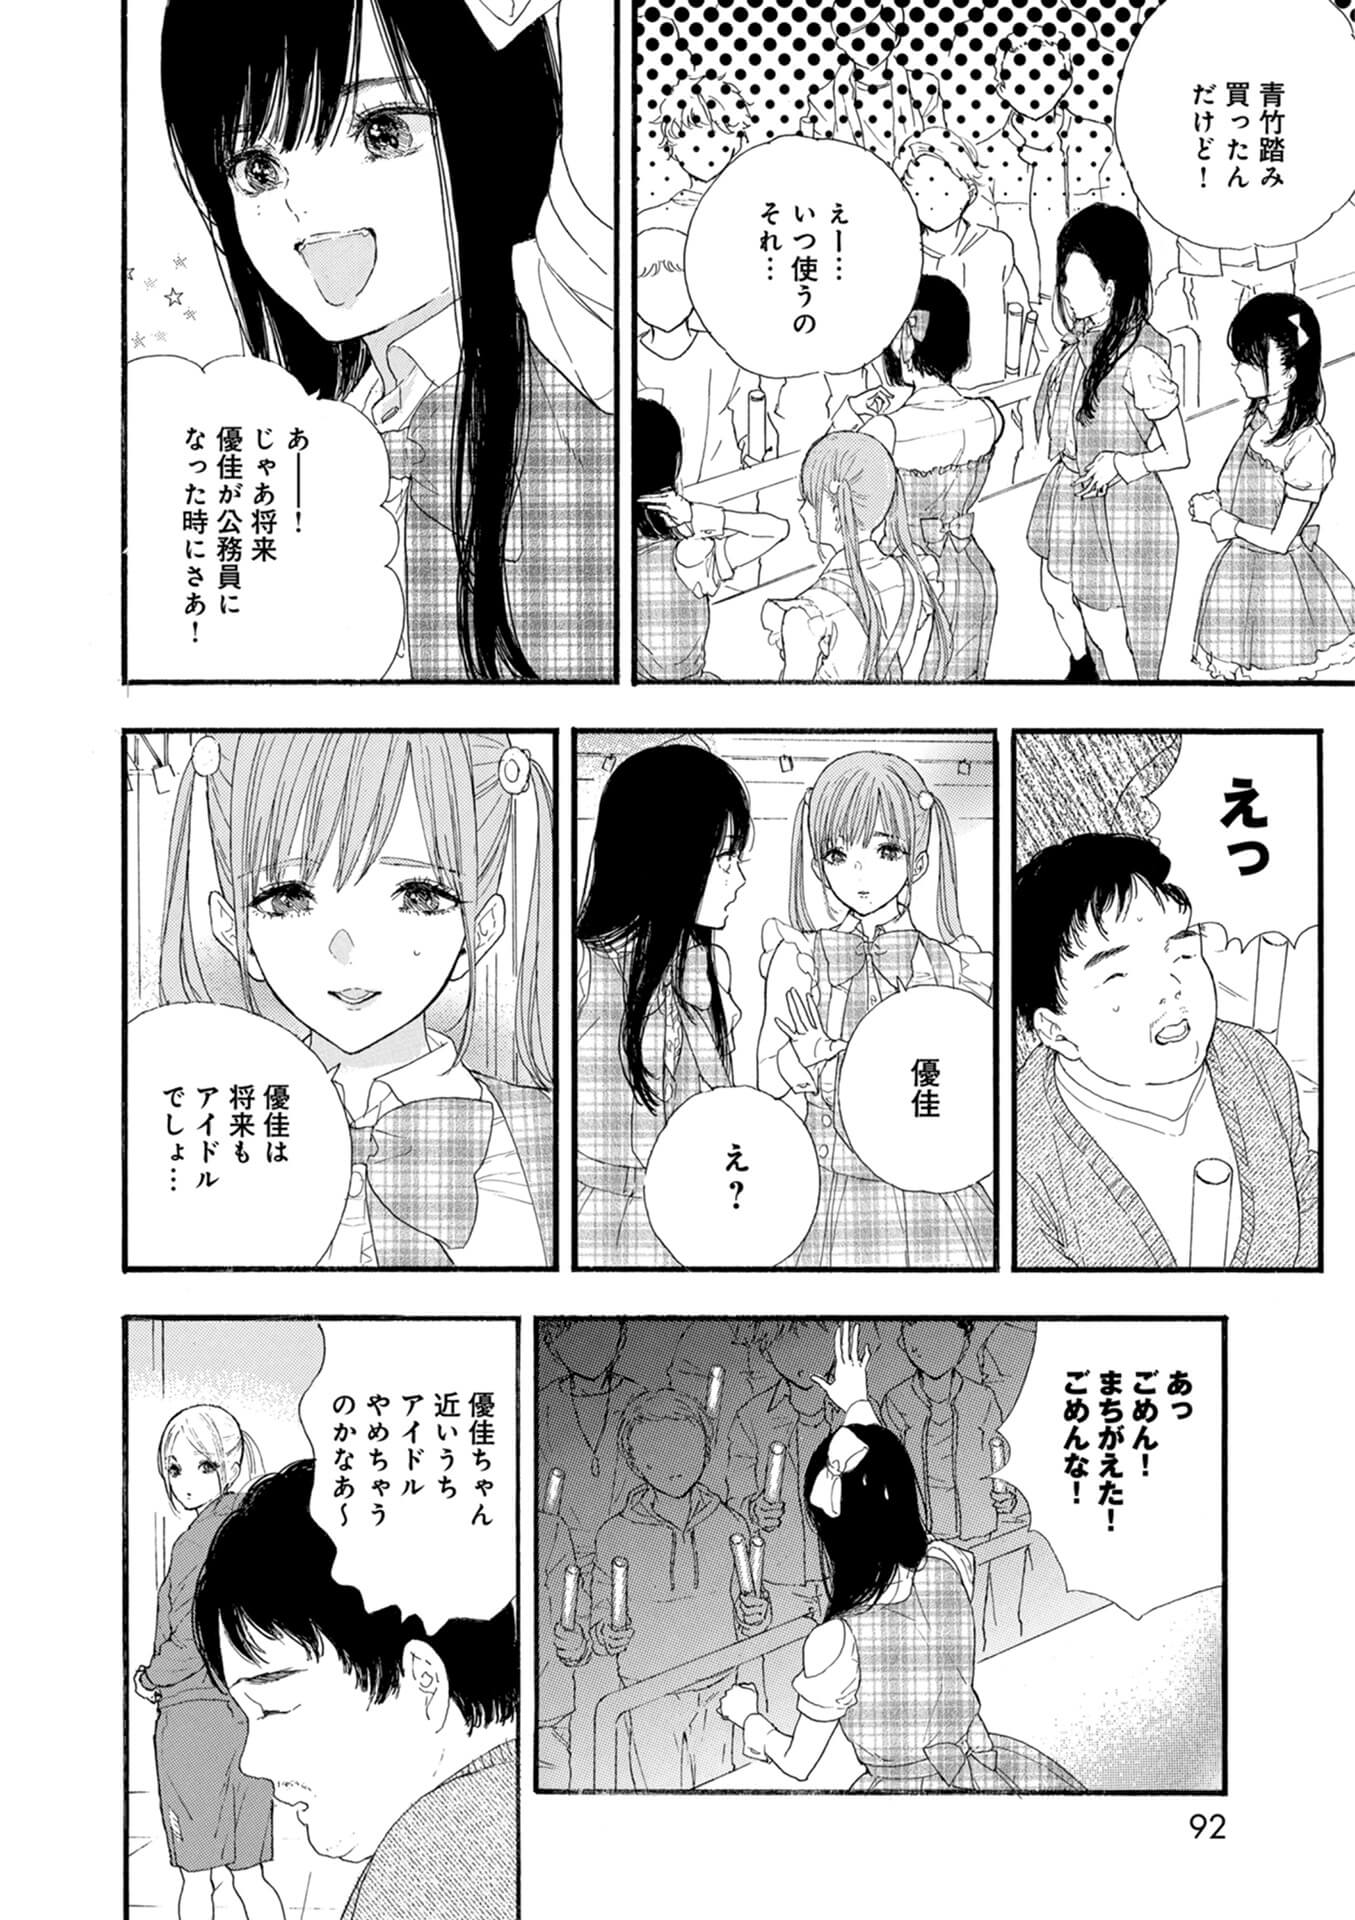 青竹踏み
買ったん
だけど!
えー…
いつ使うの
それ…
あ――!
じゃあ将来
優佳が公務員に
なった時にさあ!
えっ
優佳
え?
優佳は
将来も
アイドル
でしょ…
あっ
ごめん!
まちがえた!
ごめんな!
優佳ちゃん
近いうち
アイドル
やめちゃう
のかなあ〜
92